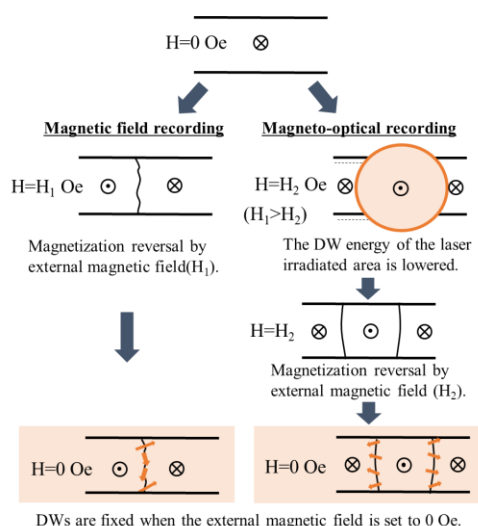 H=0 Oe
Magnetic field recording
H=H₁ Oe
Magnetization reversal by
external magnetic field(H₁).
H=0 Oe
Magneto-optical recording
H=H₂ Oe
(H₁>H₂)
The DW energy of the laser
irradiated area is lowered.
H=H₂
Magnetization reversal by
external magnetic field (H₂).
H=0 Oe
DWs are fixed when the external magnetic field is set to 0 Oe.